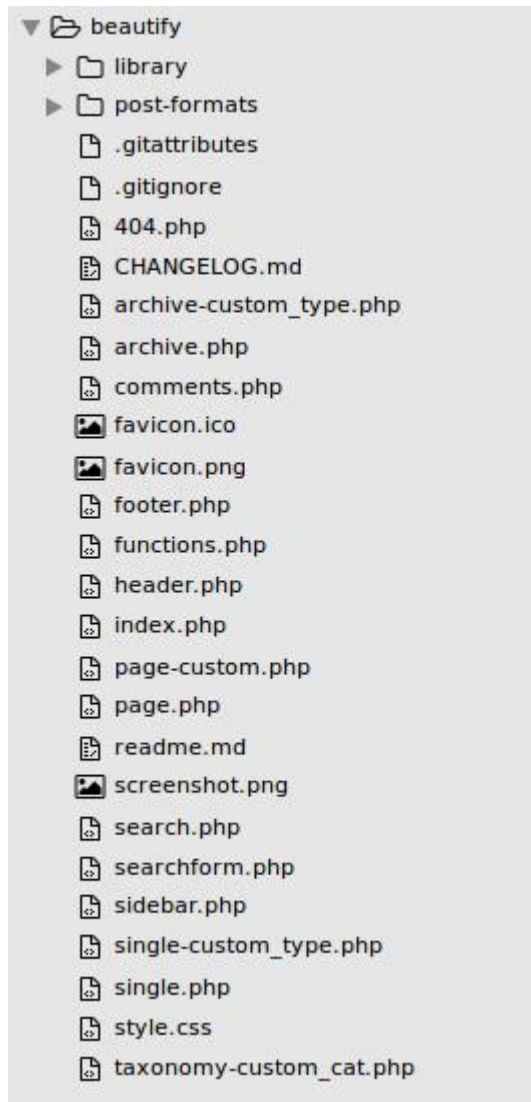 beautify
library
post-formats
.gitattributes
.gitignore
404.php
CHANGELOG.md
archive-custom_type.php
archive.php
comments.php
favicon.ico
favicon.png
footer.php
functions.php
header.php
index.php
page-custom.php
page.php
readme.md
screenshot.png
search.php
searchform.php
sidebar.php
single-custom_type.php
single.php
style.css
taxonomy-custom_cat.php